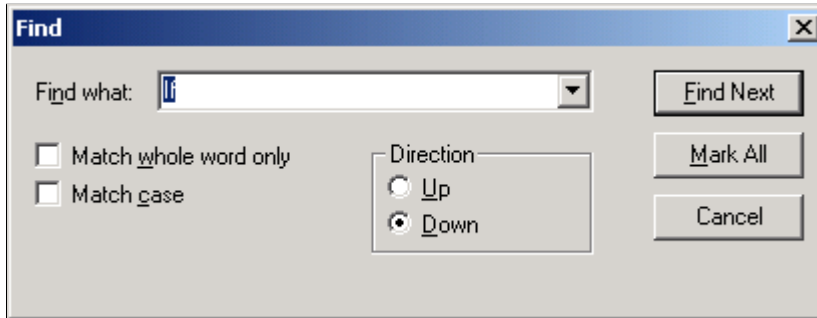 Find
Find what: If
Find Next
Match whole word only
Direction
Mark All
Match case
Up
Down
Cancel